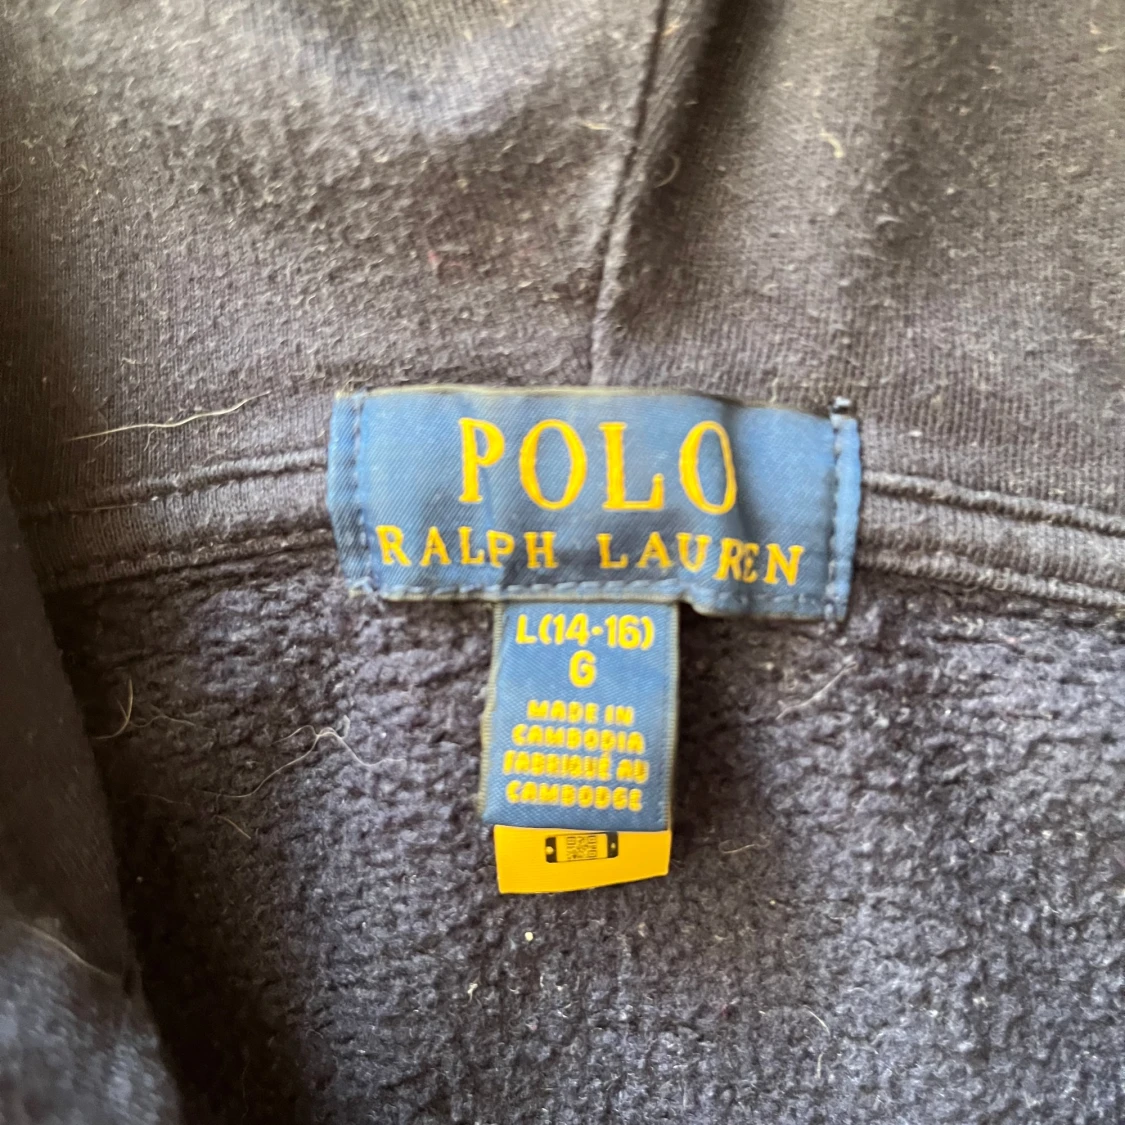 POLO
RALPH LAUREN
L(14-16)
G
MADE IN
CAMBODIA
FABRIQUÉ AU
CAMBODGE